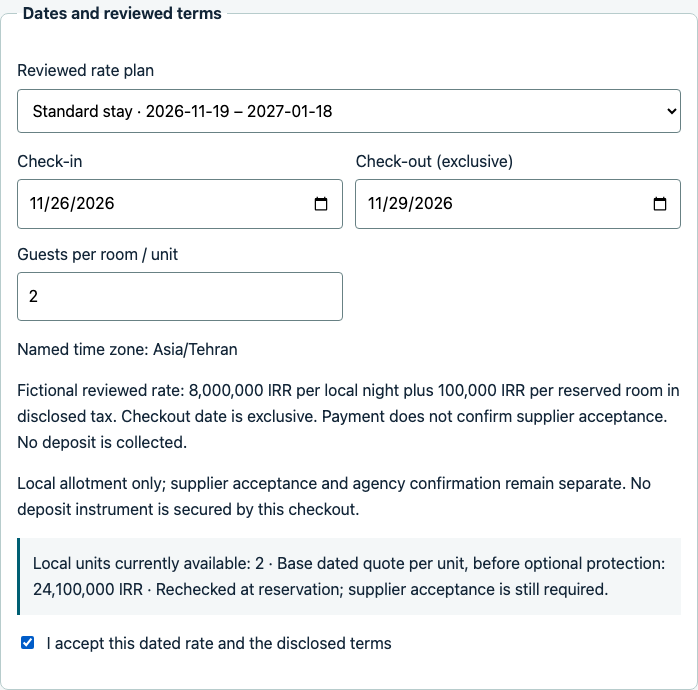 Dates and reviewed terms
Reviewed rate plan
Standard stay · 2026-11-19 – 2027-01-18
Check-in
Check-out (exclusive)
11/26/2026
11/29/2026
Guests per room / unit
2
Named time zone: Asia/Tehran
Fictional reviewed rate: 8,000,000 IRR per local night plus 100,000 IRR per reserved room in
disclosed tax. Checkout date is exclusive. Payment does not confirm supplier acceptance.
No deposit is collected.
Local allotment only; supplier acceptance and agency confirmation remain separate. No
deposit instrument is secured by this checkout.
Local units currently available: 2 · Base dated quote per unit, before optional protection:
24,100,000 IRR · Rechecked at reservation; supplier acceptance is still required.
I accept this dated rate and the disclosed terms